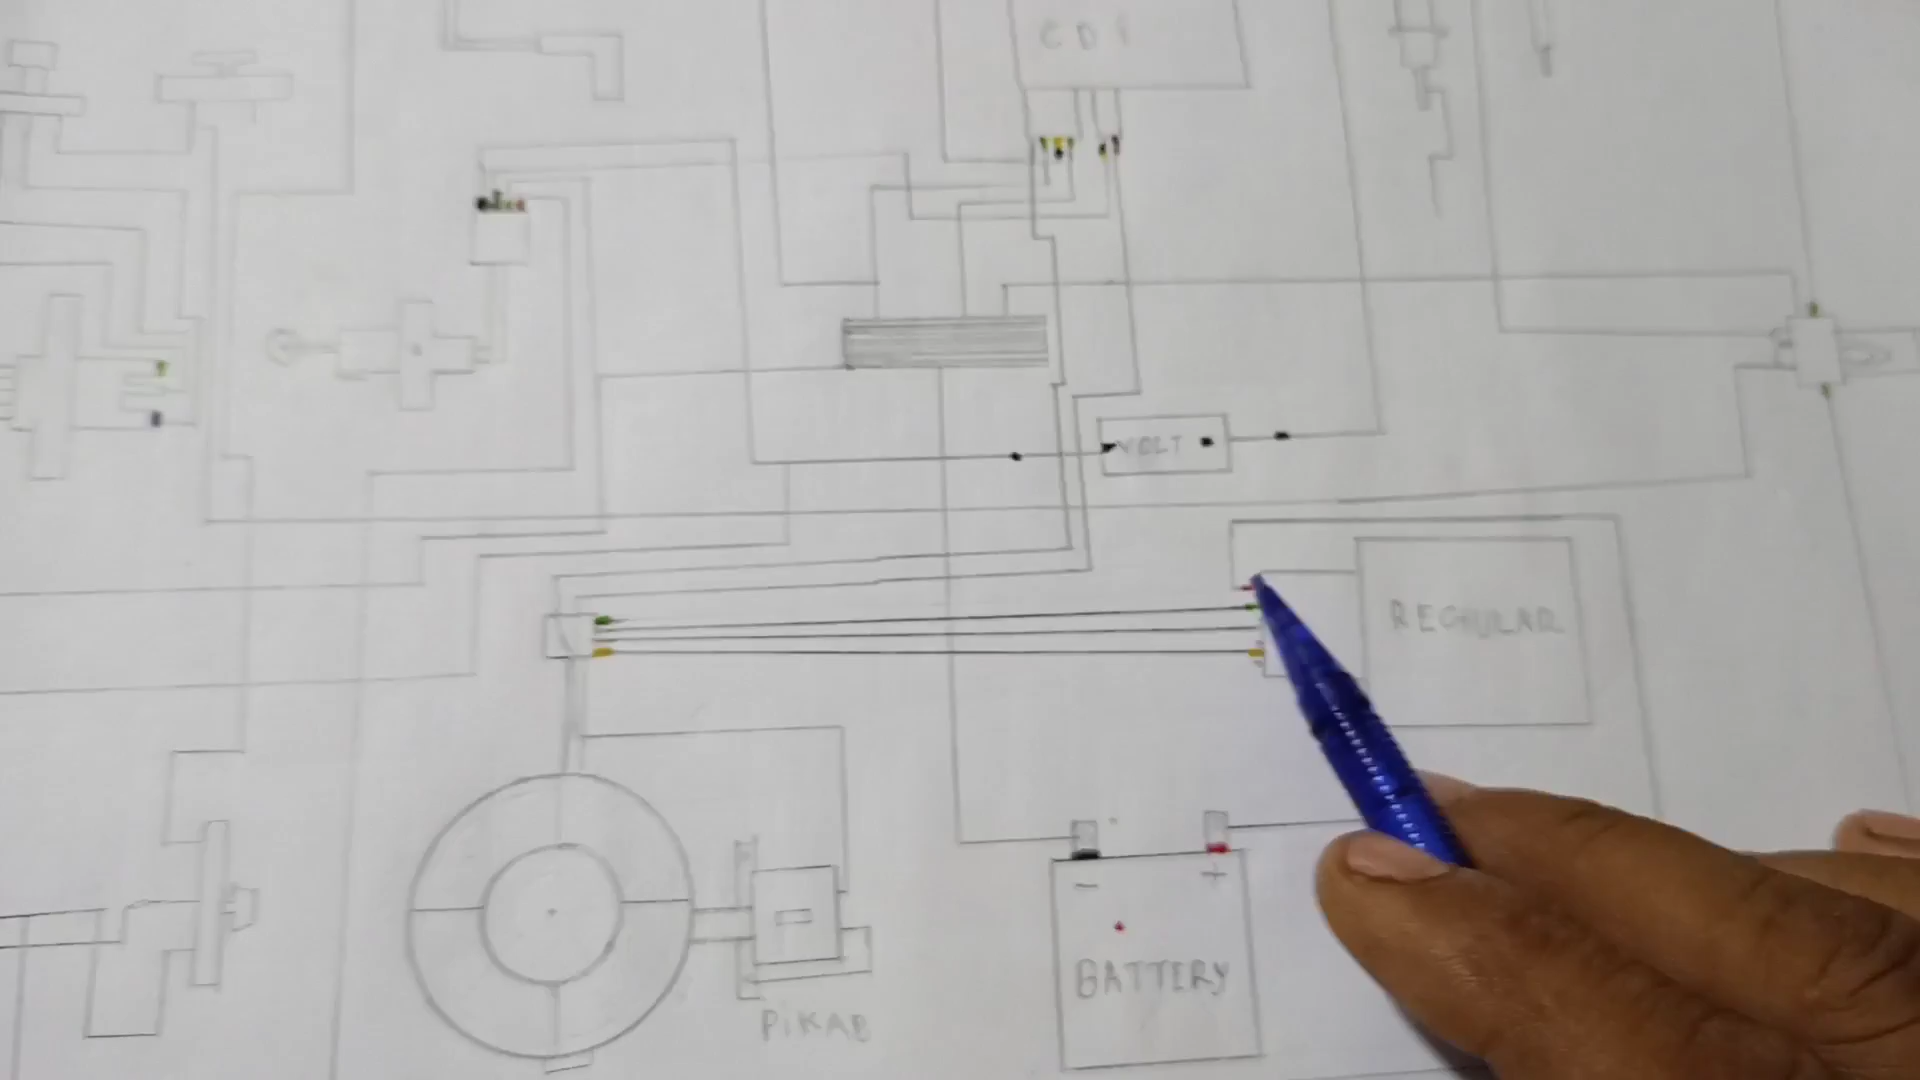 CDI
VOLT
REGULAR
- +
BATTERY
PiKAB